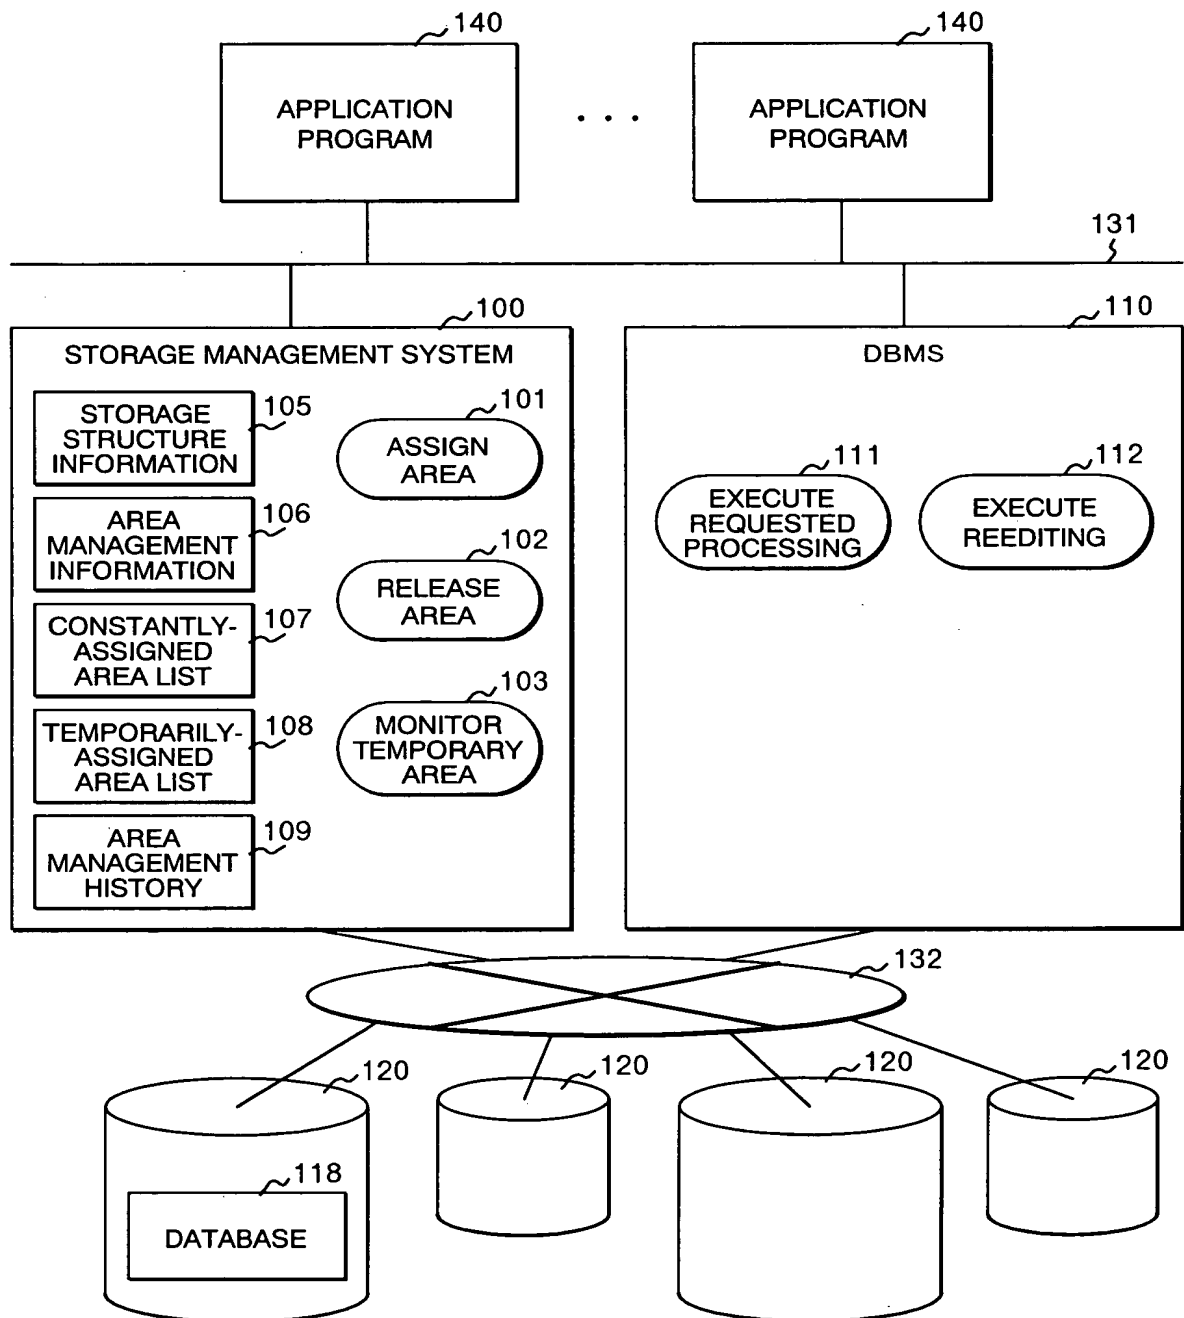 140
140
APPLICATION
PROGRAM
. . .
APPLICATION
PROGRAM
131
100
110
STORAGE MANAGEMENT SYSTEM
DBMS
STORAGE
STRUCTURE
INFORMATION
105
101
ASSIGN
AREA
111
EXECUTE
REQUESTED
PROCESSING
112
EXECUTE
REEDITING
AREA
MANAGEMENT
INFORMATION
106
102
RELEASE
AREA
CONSTANTLY-
ASSIGNED
AREA LIST
107
103
MONITOR
TEMPORARY
AREA
TEMPORARILY-
ASSIGNED
AREA LIST
108
AREA
MANAGEMENT
HISTORY
109
132
120
120
120
120
118
DATABASE